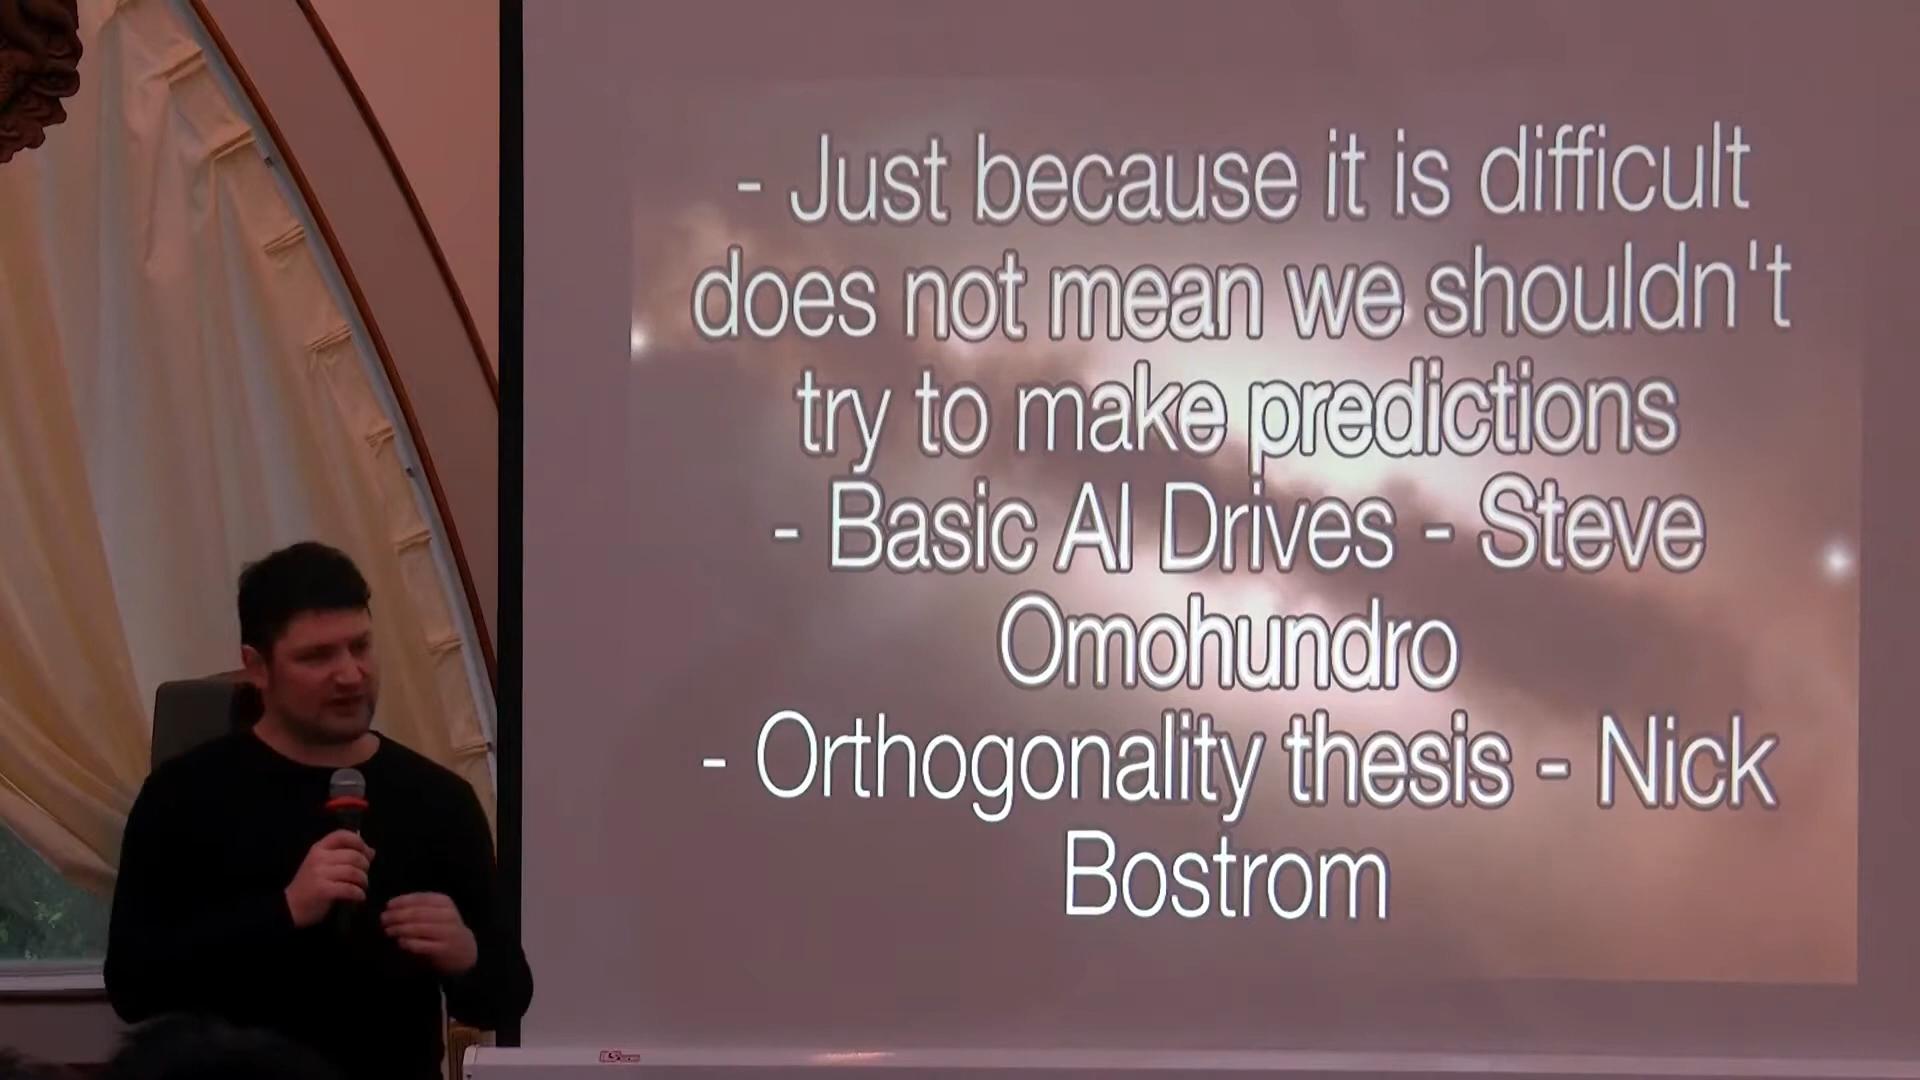 - Just because it is difficult
does not mean we shouldn't
try to make predictions
- Basic AI Drives - Steve
Omohundro
- Orthogonality thesis - Nick
Bostrom